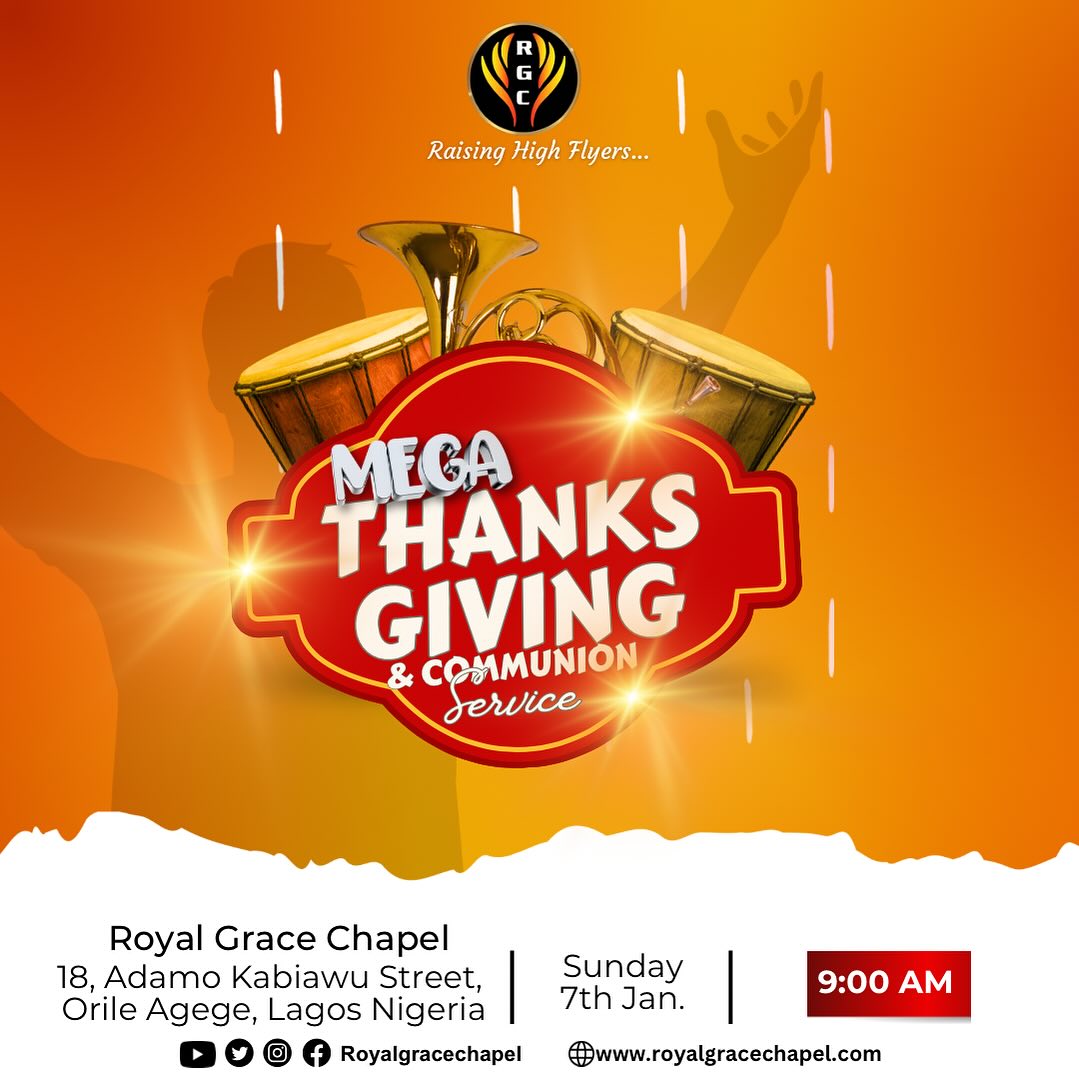 R
G
C
Raising High Flyers...
MEGA
THANKS
GIVING
& COMMUNION
Service
Royal Grace Chapel
18, Adamo Kabiawu Street,
Orile Agege, Lagos Nigeria
Sunday
7th Jan.
9:00 AM
Royalgracechapel
www.royalgracechapel.com